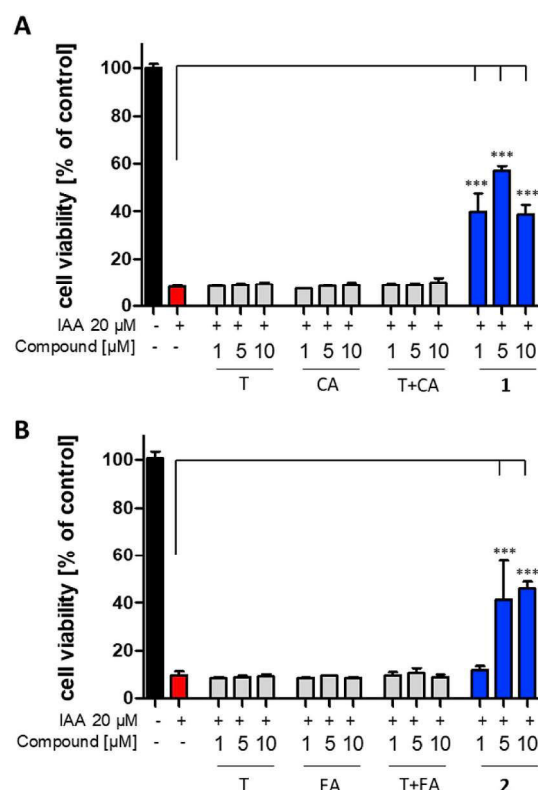 A
cell viability [% of control]
100
80
60
40
20
0
***
***
***
IAA 20 µM - + + + + + + + + + + + + +
Compound [µM] - - 1 5 10 1 5 10 1 5 10 1 5 10
T CA T+CA 1
B
cell viability [% of control]
100
80
60
40
20
0
***
***
IAA 20 µM - + + + + + + + + + + + + +
Compound [µM] - - 1 5 10 1 5 10 1 5 10 1 5 10
T FA T+FA 2